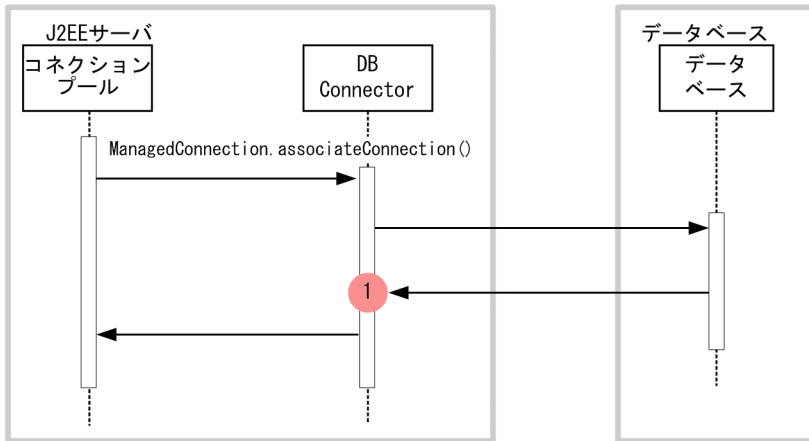 J2EEサーバ
データベース
コネクション
プール
DB
Connector
データ
ベース
ManagedConnection.associateConnection()
1